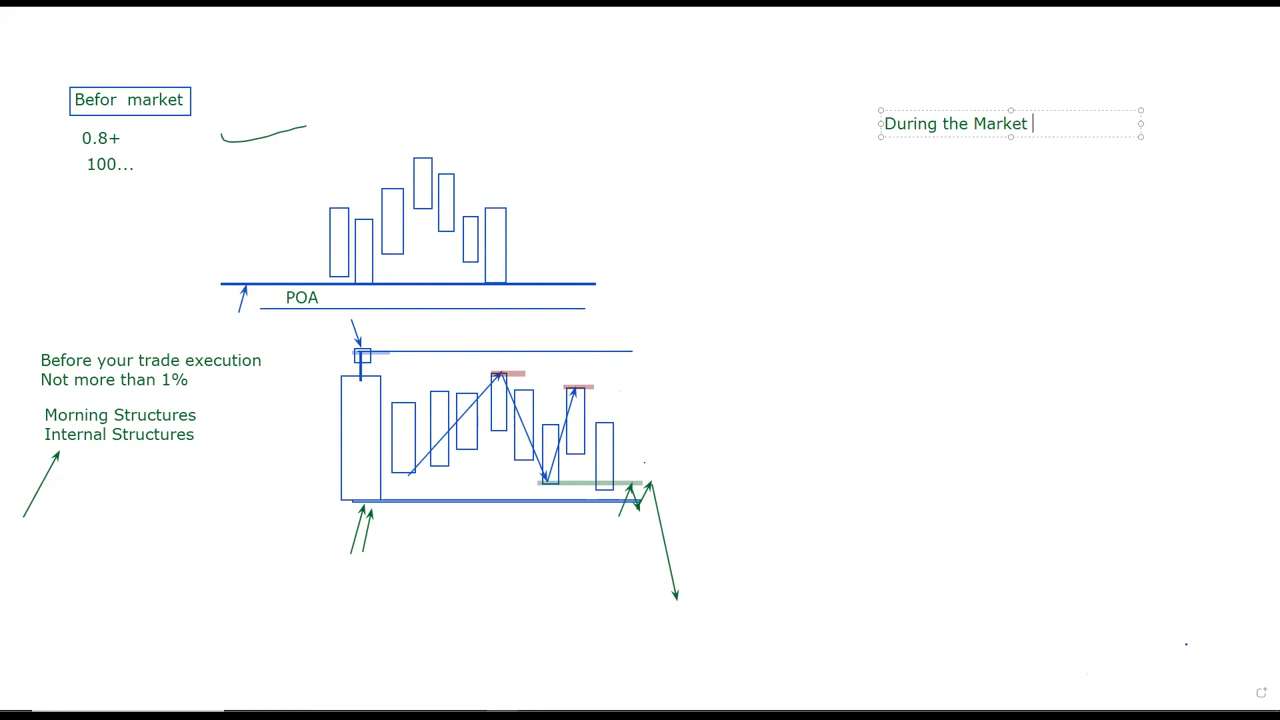 Befor market
0.8+
100...
During the Market
POA
Before your trade execution
Not more than 1%
Morning Structures
Internal Structures